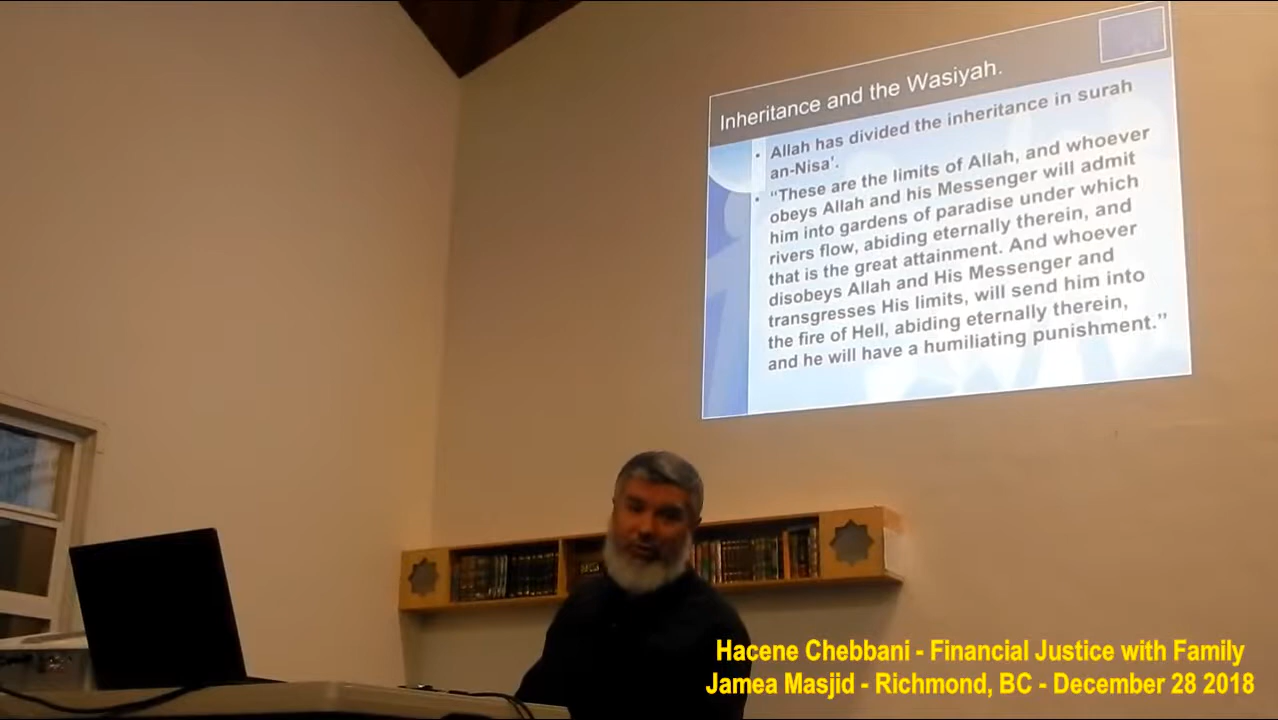 Inheritance and the Wasiyah.
• Allah has divided the inheritance in surah
an-Nisa'.
• “These are the limits of Allah, and whoever
obeys Allah and his Messenger will admit
him into gardens of paradise under which
rivers flow, abiding eternally therein, and
that is the great attainment. And whoever
disobeys Allah and His Messenger and
transgresses His limits, will send him into
the fire of Hell, abiding eternally therein,
and he will have a humiliating punishment.”
Hacene Chebbani - Financial Justice with Family
Jamea Masjid - Richmond, BC - December 28 2018